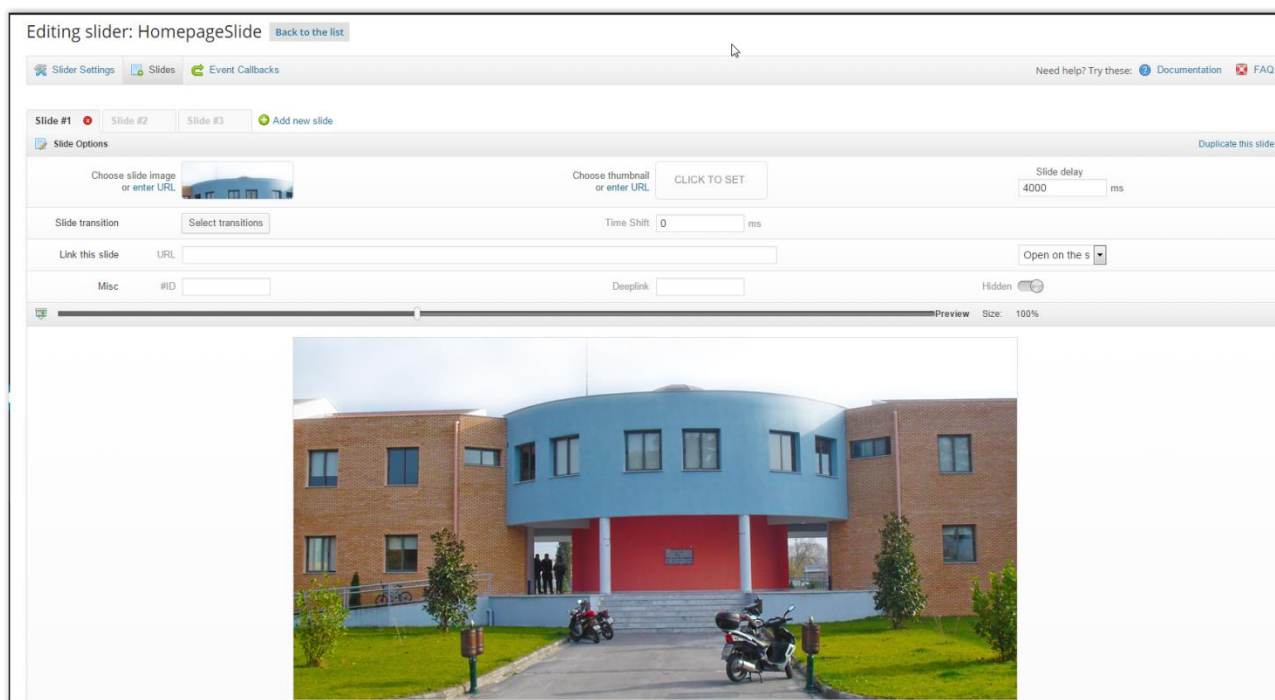 Editing slider: HomepageSlide Back to the list
Slider Settings Slides Event Callbacks Need help? Try these: Documentation FAQ
Slide #1 Slide #2 Slide #3 Add new slide
Slide Options Duplicate this slide
Choose slide image Choose thumbnail Slide delay
or enter URL or enter URL CLICK TO SET 4000 ms
Slide transition Select transitions Time Shift 0 ms
Link this slide URL Open on the s
Misc #ID Deeplink Hidden
Preview Size: 100%